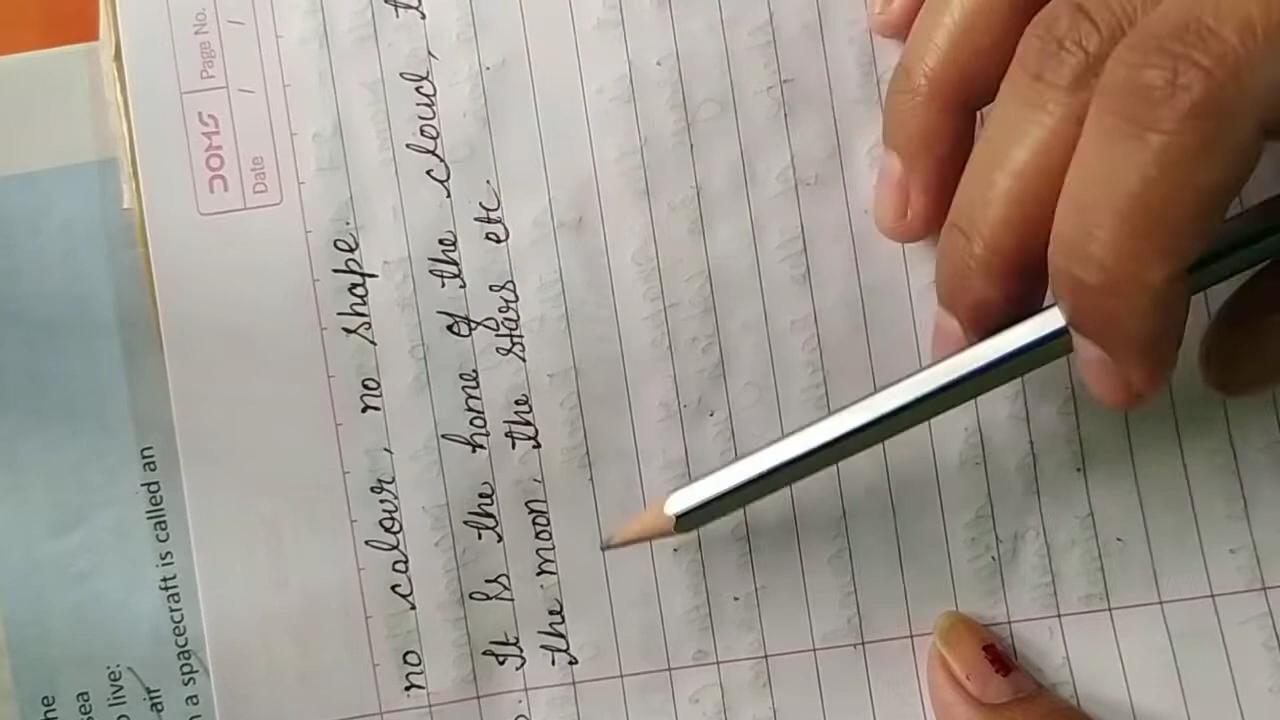 DOMS
Page No.
Date / /
no colour, no shape.
It is the home of the cloud,
the moon, the stars etc.
sea
live:
air
a spacecraft is called an